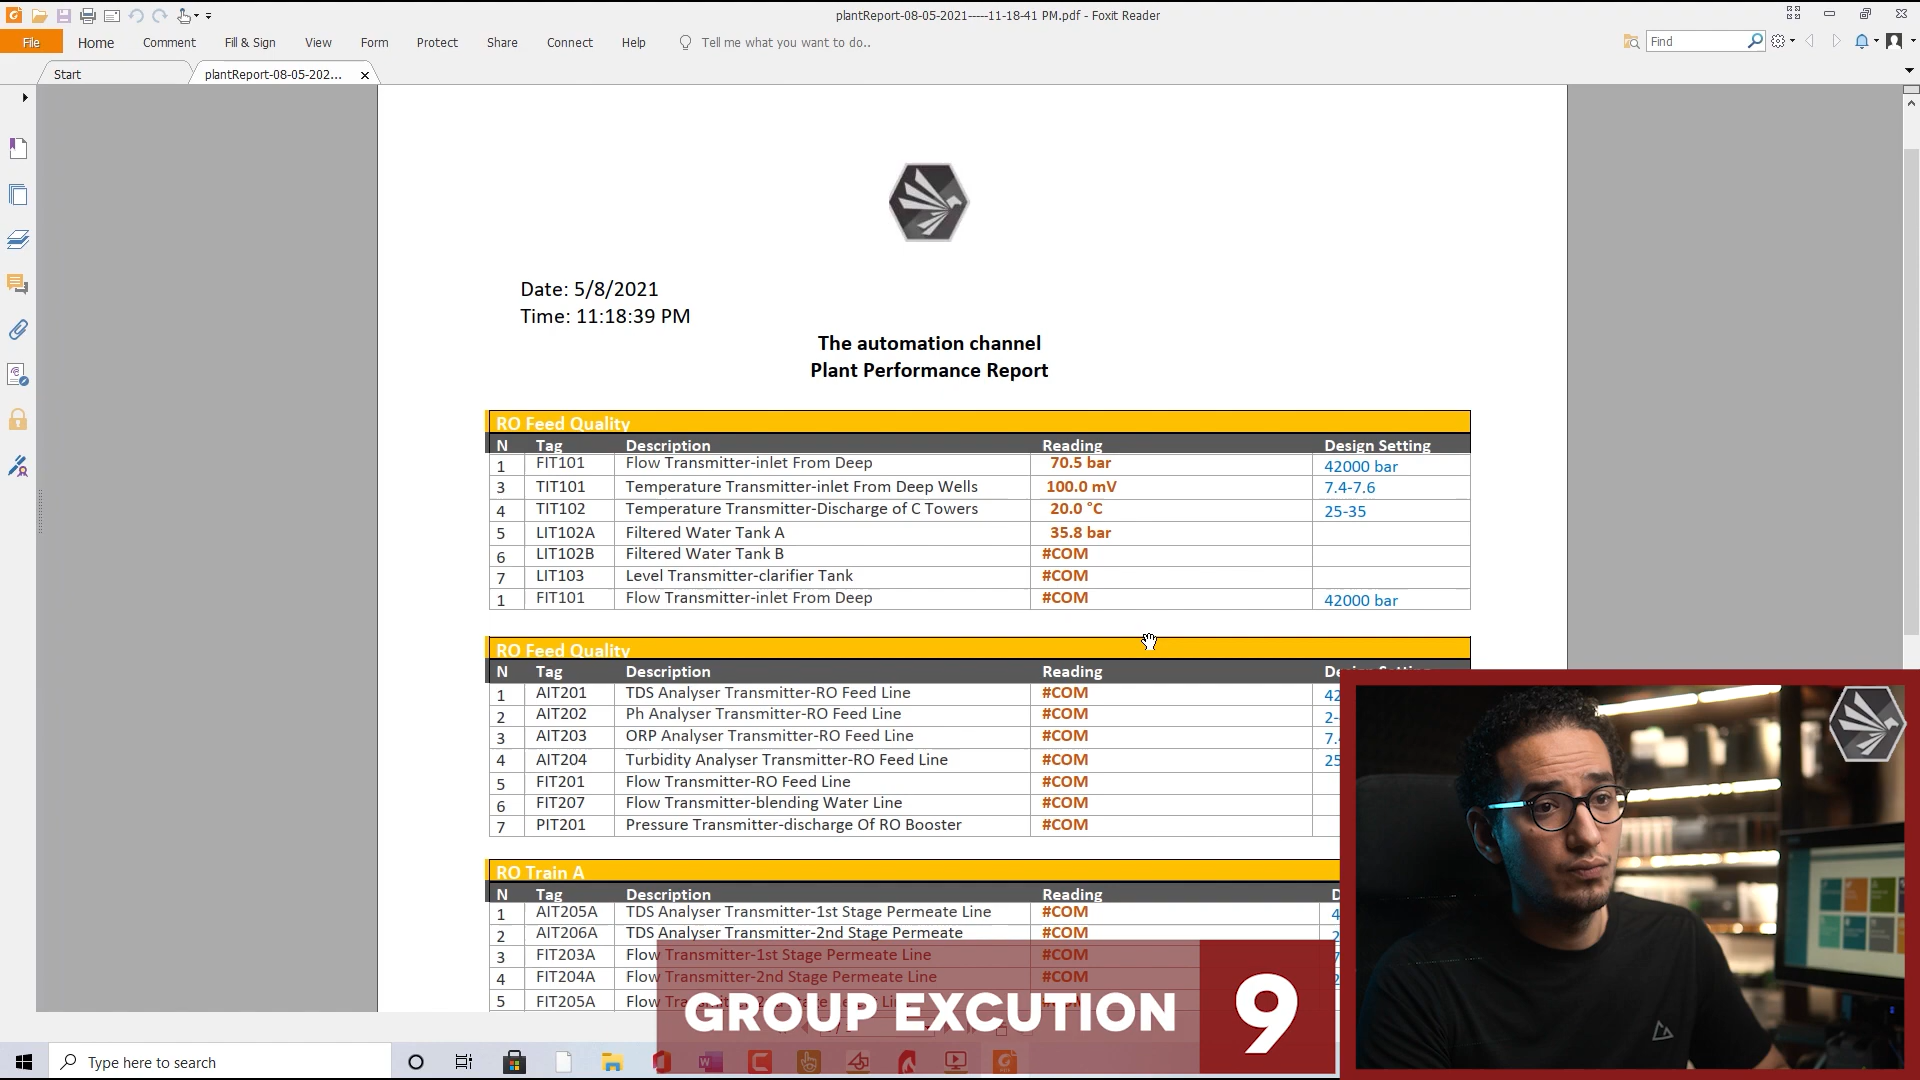 plantReport-08-05-2021-----11-18-41 PM.pdf - Foxit Reader
File Home Comment Fill & Sign View Form Protect Share Connect Help Tell me what you want to do.. Find
Start plantReport-08-05-202...
Date: 5/8/2021
Time: 11:18:39 PM
The automation channel
Plant Performance Report
RO Feed Quality
N Tag Description Reading Design Setting
1 FIT101 Flow Transmitter-inlet From Deep 70.5 bar 42000 bar
3 TIT101 Temperature Transmitter-inlet From Deep Wells 100.0 mV 7.4-7.6
4 TIT102 Temperature Transmitter-Discharge of C Towers 20.0 °C 25-35
5 LIT102A Filtered Water Tank A 35.8 bar
6 LIT102B Filtered Water Tank B #COM
7 LIT103 Level Transmitter-clarifier Tank #COM
1 FIT101 Flow Transmitter-inlet From Deep #COM 42000 bar
RO Feed Quality
N Tag Description Reading
1 AIT201 TDS Analyser Transmitter-RO Feed Line #COM 42
2 AIT202 Ph Analyser Transmitter-RO Feed Line #COM 2-
3 AIT203 ORP Analyser Transmitter-RO Feed Line #COM 7.
4 AIT204 Turbidity Analyser Transmitter-RO Feed Line #COM 25
5 FIT201 Flow Transmitter-RO Feed Line #COM
6 FIT207 Flow Transmitter-blending Water Line #COM
7 PIT201 Pressure Transmitter-discharge Of RO Booster #COM
RO Train A
N Tag Description Reading D
1 AIT205A TDS Analyser Transmitter-1st Stage Permeate Line #COM 4
2 AIT206A TDS Analyser Transmitter-2nd Stage Permeate #COM 2
3 FIT203A Flow Transmitter-1st Stage Permeate Line #COM
4 FIT204A Flow Transmitter-2nd Stage Permeate Line #COM
5 FIT205A Flow
GROUP EXCUTION 9
Type here to search